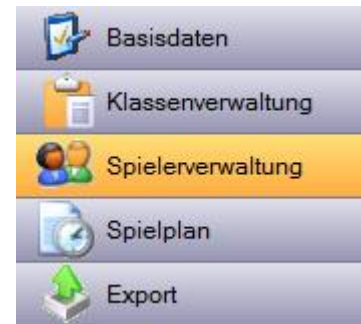 Basisdaten
Klassenverwaltung
Spielerverwaltung
Spielplan
Export